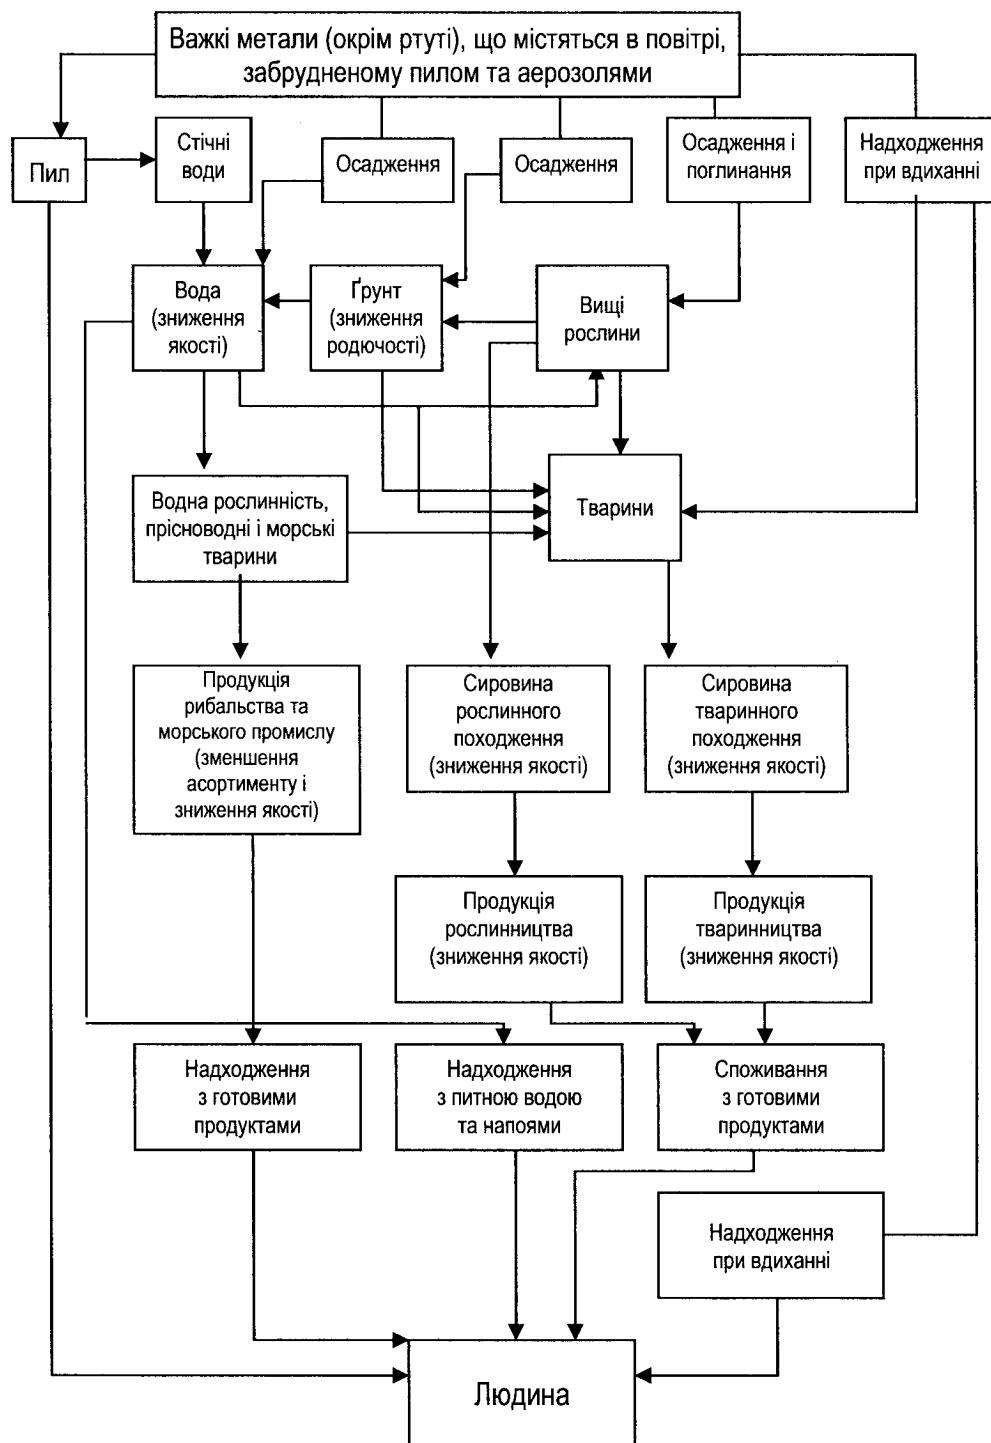 Важкі метали (окрім ртуті), що містяться в повітрі,
забрудненому пилом та аерозолями
Пил
Стічні
води
Осадження
Осадження
Осадження і
поглинання
Надходження
при вдиханні
Вода
(зниження
якості)
Ґрунт
(зниження
родючості)
Вищі
рослини
Водна рослинність,
прісноводні і морські
тварини
Тварини
Продукція
рибальства та
морського промислу
(зменшення
асортименту і
зниження якості)
Сировина
рослинного
походження
(зниження якості)
Сировина
тваринного
походження
(зниження якості)
Продукція
рослинництва
(зниження якості)
Продукція
тваринництва
(зниження якості)
Надходження
з готовими
продуктами
Надходження
з питною водою
та напоями
Споживання
з готовими
продуктами
Надходження
при вдиханні
Людина